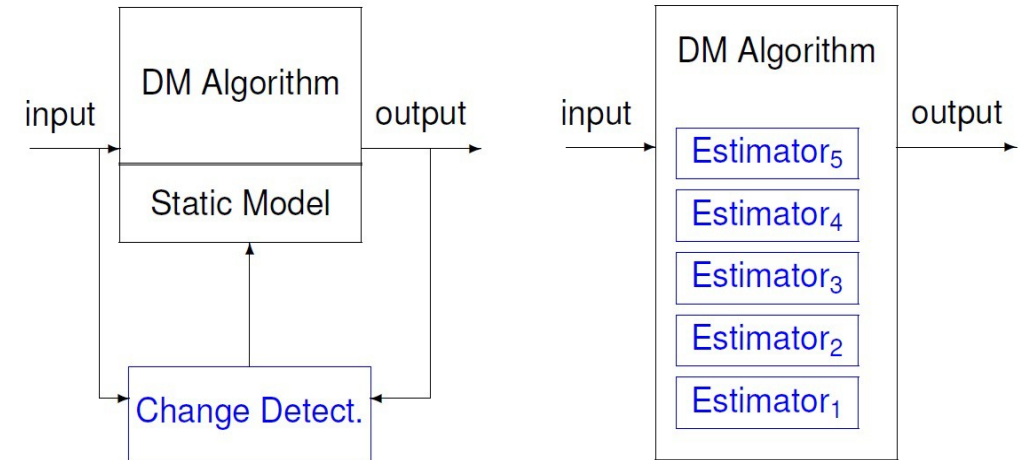 DM Algorithm
input
output
Static Model
Change Detect.
DM Algorithm
input
output
Estimator₅
Estimator₄
Estimator₃
Estimator₂
Estimator₁